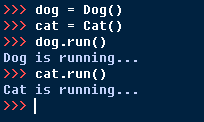 >>> dog = Dog()
>>> cat = Cat()
>>> dog.run()
Dog is running...
>>> cat.run()
Cat is running...
>>>